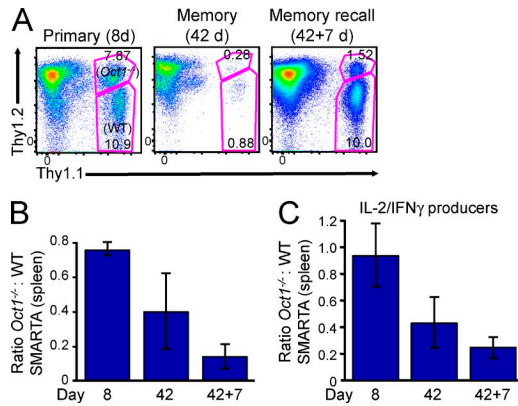 A
Primary (8d) Memory (42 d) Memory recall (42+7 d)
7.87 0.28 1.52
(Oct1-/-)
(WT)
10.9 0.88 10.0
Thy1.2
0 0 0
0 0 0
Thy1.1
B
Ratio Oct1-/-: WT
SMARTA (spleen)
0.8
0.6
0.4
0.2
0
Day 8 42 42+7
C
IL-2/IFNγ producers
Ratio Oct1-/-: WT
SMARTA (spleen)
1.2
1.0
0.8
0.6
0.4
0.2
0
Day 8 42 42+7